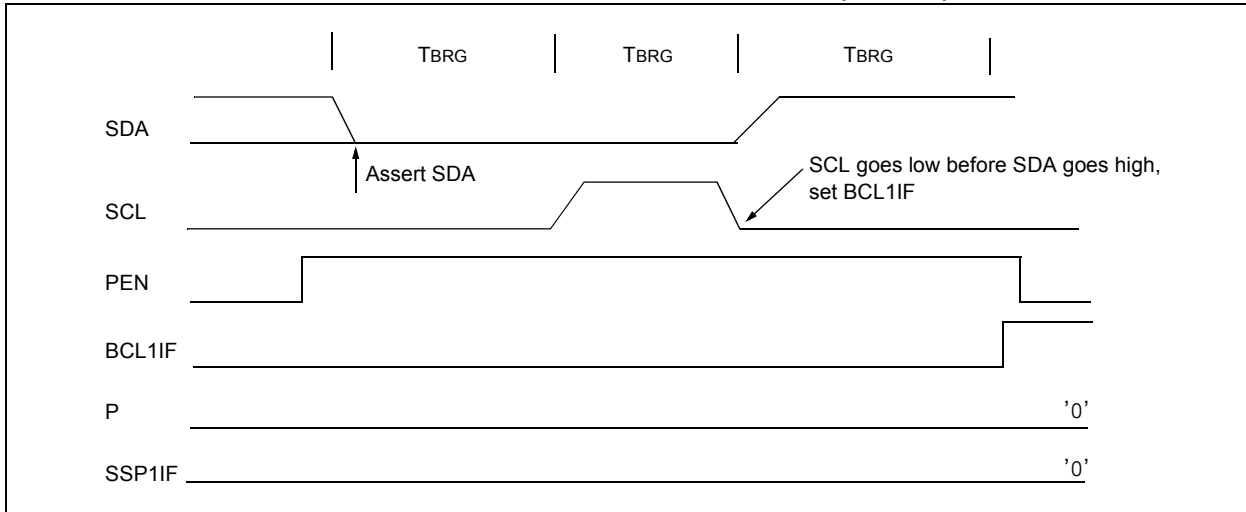 TBRG TBRG TBRG
SDA
Assert SDA
SCL goes low before SDA goes high,
set BCL1IF
SCL
PEN
BCL1IF
P ’0’
SSP1IF ’0’